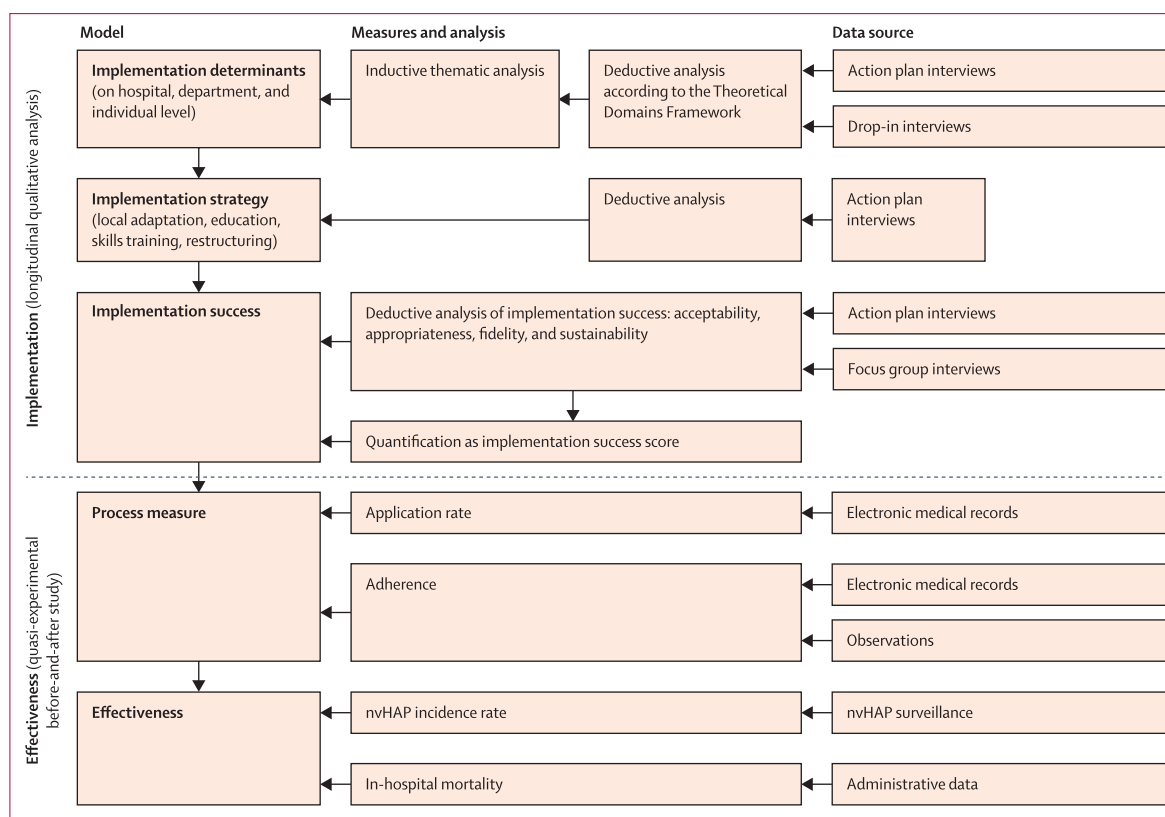 Model
Measures and analysis
Data source
Implementation (longitudinal qualitative analysis)
Implementation determinants
(on hospital, department, and
individual level)
Inductive thematic analysis
Deductive analysis
according to the Theoretical
Domains Framework
Action plan interviews
Drop-in interviews
Implementation strategy
(local adaptation, education,
skills training, restructuring)
Deductive analysis
Action plan
interviews
Implementation success
Deductive analysis of implementation success: acceptability,
appropriateness, fidelity, and sustainability
Action plan interviews
Focus group interviews
Quantification as implementation success score
Effectiveness (quasi-experimental
before-and-after study)
Process measure
Application rate
Electronic medical records
Adherence
Electronic medical records
Observations
Effectiveness
nvHAP incidence rate
nvHAP surveillance
In-hospital mortality
Administrative data